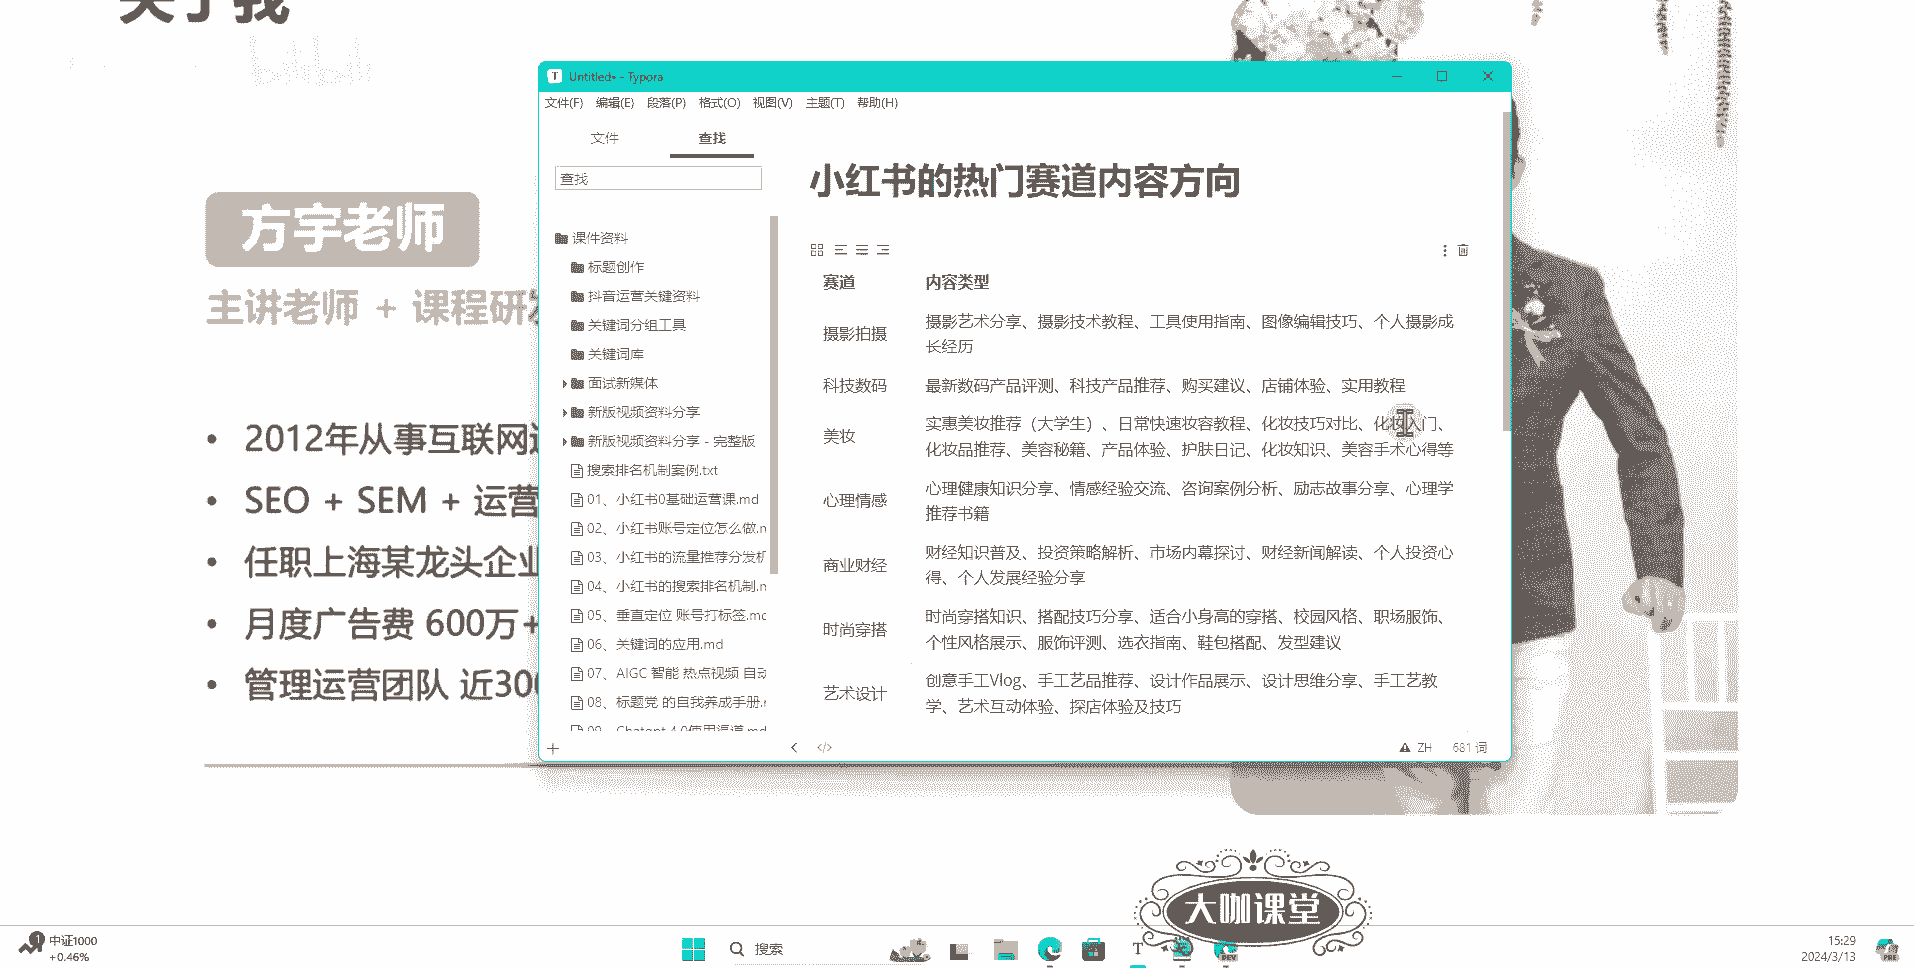 关于我
bilibili
方宇老师
主讲老师 + 课程研发
• 2012年从事互联网
• SEO + SEM + 运营
• 任职上海某龙头企业
• 月度广告费 600万+
• 管理运营团队 近300
Untitled• - Typora
文件(F) 编辑(E) 段落(P) 格式(O) 视图(V) 主题(T) 帮助(H)
文件 查找
查找
课件资料
标题创作
抖音运营关键资料
关键词分组工具
关键词库
面试新媒体
新版视频资料分享
新版视频资料分享 - 完整版
搜索排名机制案例.txt
01、小红书0基础运营课.md
02、小红书账号定位怎么做.m
03、小红书的流量推荐分发机
04、小红书的搜索排名机制.m
05、垂直定位 账号打标签.md
06、关键词的应用.md
07、AIGC 智能 热点视频 自动
08、标题党 的自我养成手册.m
09、Chatgpt 4.0使用渠道.md
小红书的热门赛道内容方向
赛道 内容类型
摄影拍摄 摄影艺术分享、摄影技术教程、工具使用指南、图像编辑技巧、个人摄影成
长经历
科技数码 最新数码产品评测、科技产品推荐、购买建议、店铺体验、实用教程
美妆 实惠美妆推荐（大学生）、日常快速妆容教程、化妆技巧对比、化妆入门、
化妆品推荐、美容秘籍、产品体验、护肤日记、化妆知识、美容手术心得等
心理情感 心理健康知识分享、情感经验交流、咨询案例分析、励志故事分享、心理学
推荐书籍
商业财经 财经知识普及、投资策略解析、市场内幕探讨、财经新闻解读、个人投资心
得、个人发展经验分享
时尚穿搭 时尚穿搭知识、搭配技巧分享、适合小身高的穿搭、校园风格、职场服饰、
个性风格展示、服饰评测、选衣指南、鞋包搭配、发型建议
艺术设计 创意手工Vlog、手工艺品推荐、设计作品展示、设计思维分享、手工艺教
学、艺术互动体验、探店体验及技巧
ZH 681 词
大咖课堂
1 中证1000
+0.46%
搜索
T
DEV
15:29
2024/3/13
PRE